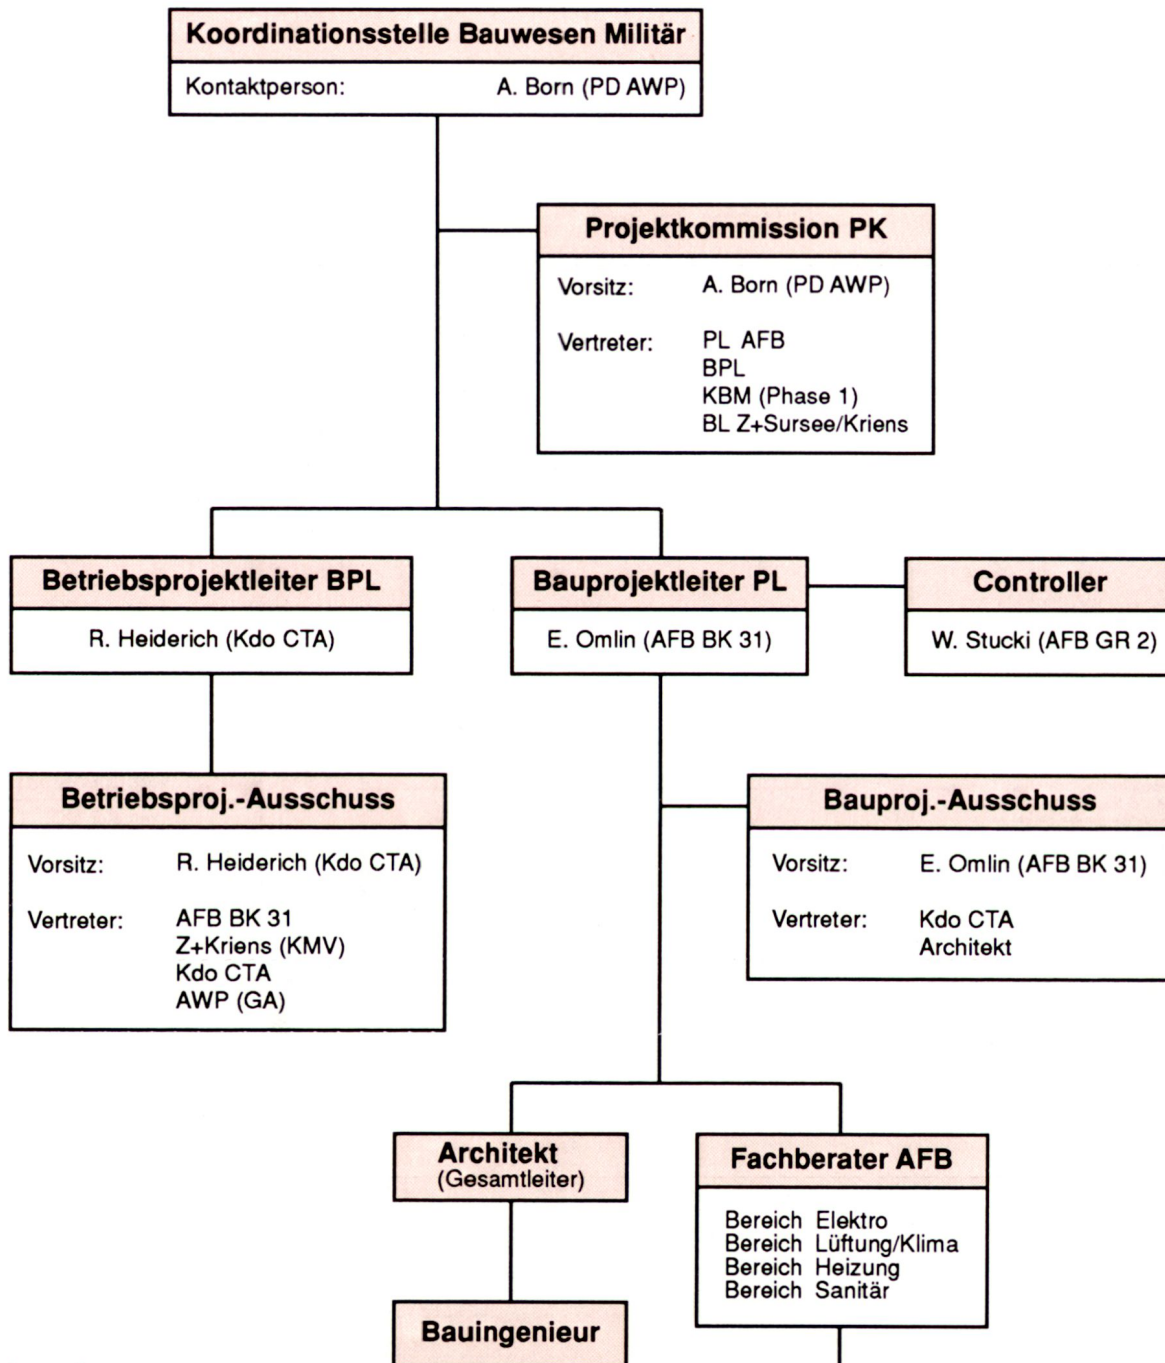 Koordinationsstelle Bauwesen Militär
Kontaktperson: A. Born (PD AWP)
Projektkommission PK
Vorsitz: A. Born (PD AWP)
Vertreter: PL AFB
BPL
KBM (Phase 1)
BL Z+Sursee/Kriens
Betriebsprojektleiter BPL
R. Heiderich (Kdo CTA)
Bauprojektleiter PL
E. Omlin (AFB BK 31)
Controller
W. Stucki (AFB GR 2)
Betriebsproj.-Ausschuss
Vorsitz: R. Heiderich (Kdo CTA)
Vertreter: AFB BK 31
Z+Kriens (KMV)
Kdo CTA
AWP (GA)
Bauproj.-Ausschuss
Vorsitz: E. Omlin (AFB BK 31)
Vertreter: Kdo CTA
Architekt
Architekt
(Gesamtleiter)
Fachberater AFB
Bereich Elektro
Bereich Lüftung/Klima
Bereich Heizung
Bereich Sanitär
Bauingenieur